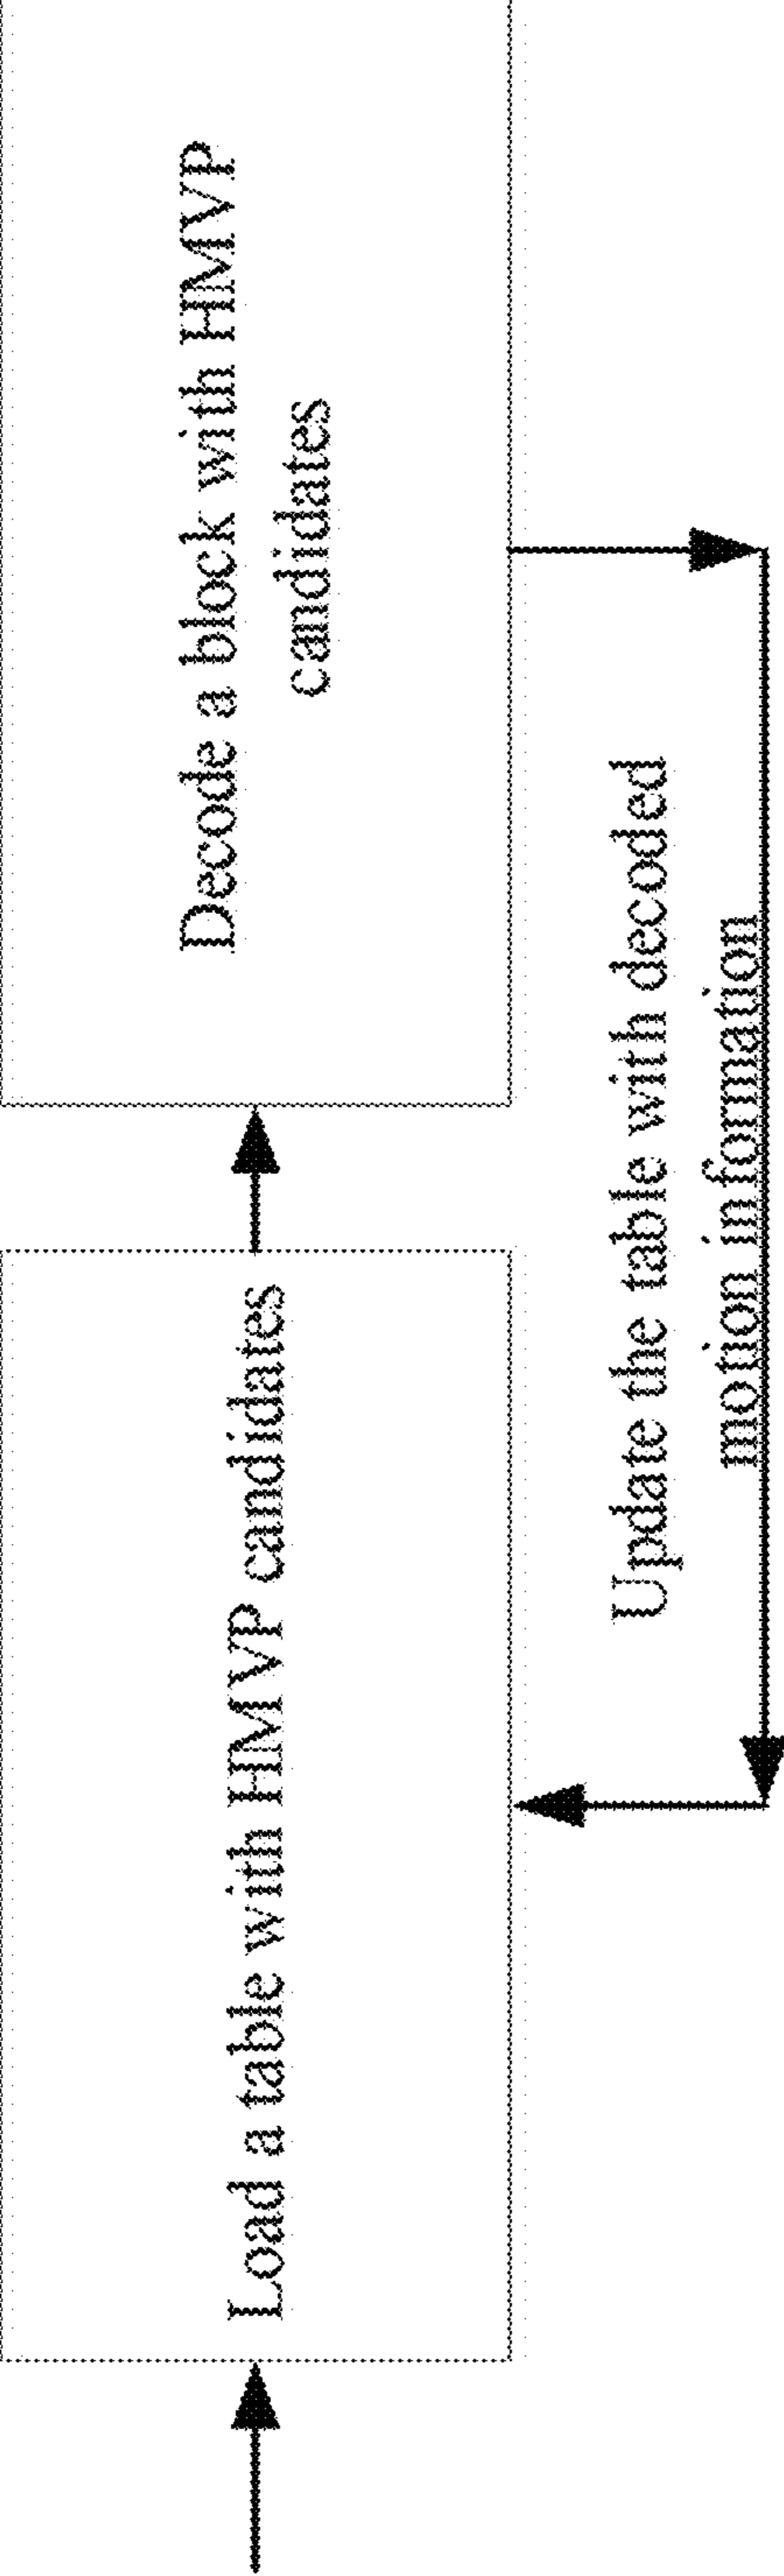 Load a table with HMVP candidates
Decode a block with HMVP
candidates
Update the table with decoded
motion information